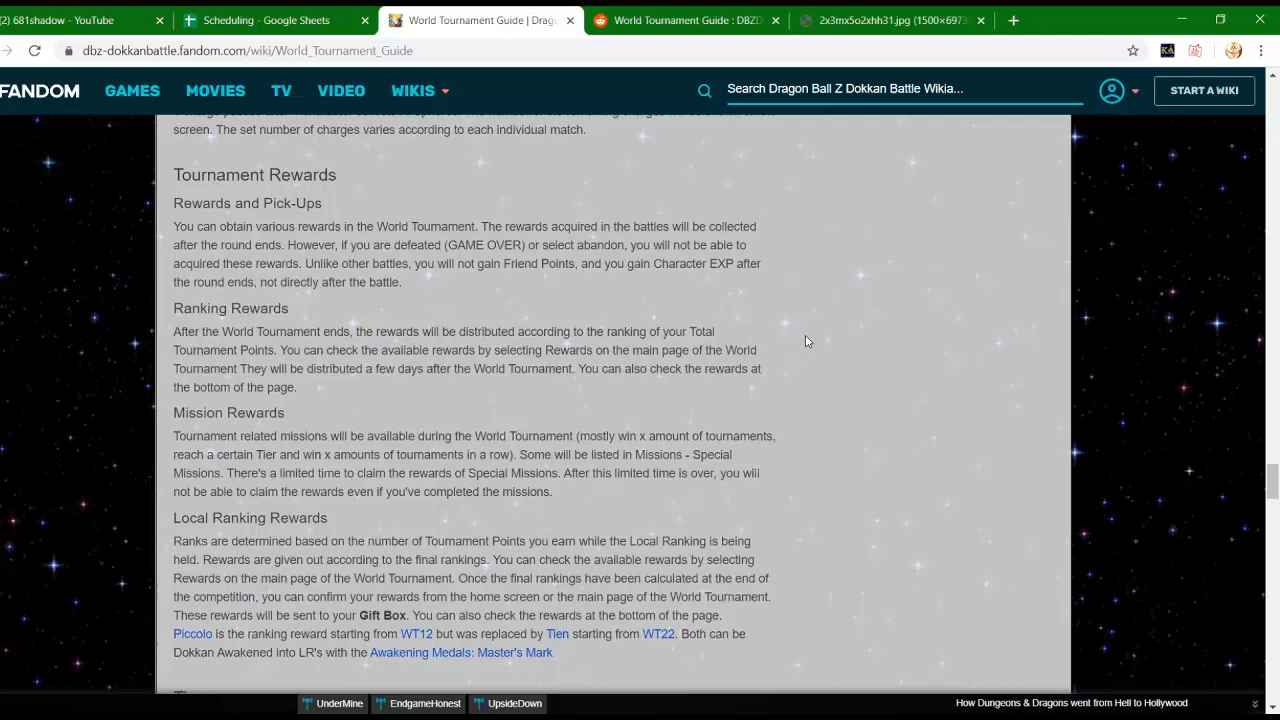 (2) 681shadow - YouTube
Scheduling - Google Sheets
World Tournament Guide | Drago
World Tournament Guide : DBZD
2x3mx5o2xhh31.jpg (1500×6973
dbz-dokkanbattle.fandom.com/wiki/World_Tournament_Guide
FANDOM
GAMES
MOVIES
TV
VIDEO
WIKIS
Search Dragon Ball Z Dokkan Battle Wikia...
START A WIKI
screen. The set number of charges varies according to each individual match.
Tournament Rewards
Rewards and Pick-Ups
You can obtain various rewards in the World Tournament. The rewards acquired in the battles will be collected
after the round ends. However, if you are defeated (GAME OVER) or select abandon, you will not be able to
acquired these rewards. Unlike other battles, you will not gain Friend Points, and you gain Character EXP after
the round ends, not directly after the battle.
Ranking Rewards
After the World Tournament ends, the rewards will be distributed according to the ranking of your Total
Tournament Points. You can check the available rewards by selecting Rewards on the main page of the World
Tournament They will be distributed a few days after the World Tournament. You can also check the rewards at
the bottom of the page.
Mission Rewards
Tournament related missions will be available during the World Tournament (mostly win x amount of tournaments,
reach a certain Tier and win x amounts of tournaments in a row). Some will be listed in Missions - Special
Missions. There's a limited time to claim the rewards of Special Missions. After this limited time is over, you will
not be able to claim the rewards even if you've completed the missions.
Local Ranking Rewards
Ranks are determined based on the number of Tournament Points you earn while the Local Ranking is being
held. Rewards are given out according to the final rankings. You can check the available rewards by selecting
Rewards on the main page of the World Tournament. Once the final rankings have been calculated at the end of
the competition, you can confirm your rewards from the home screen or the main page of the World Tournament.
These rewards will be sent to your Gift Box. You can also check the rewards at the bottom of the page.
Piccolo is the ranking reward starting from WT12 but was replaced by Tien starting from WT22. Both can be
Dokkan Awakened into LR's with the Awakening Medals: Master's Mark
UnderMine
EndgameHonest
UpsideDown
How Dungeons & Dragons went from Hell to Hollywood